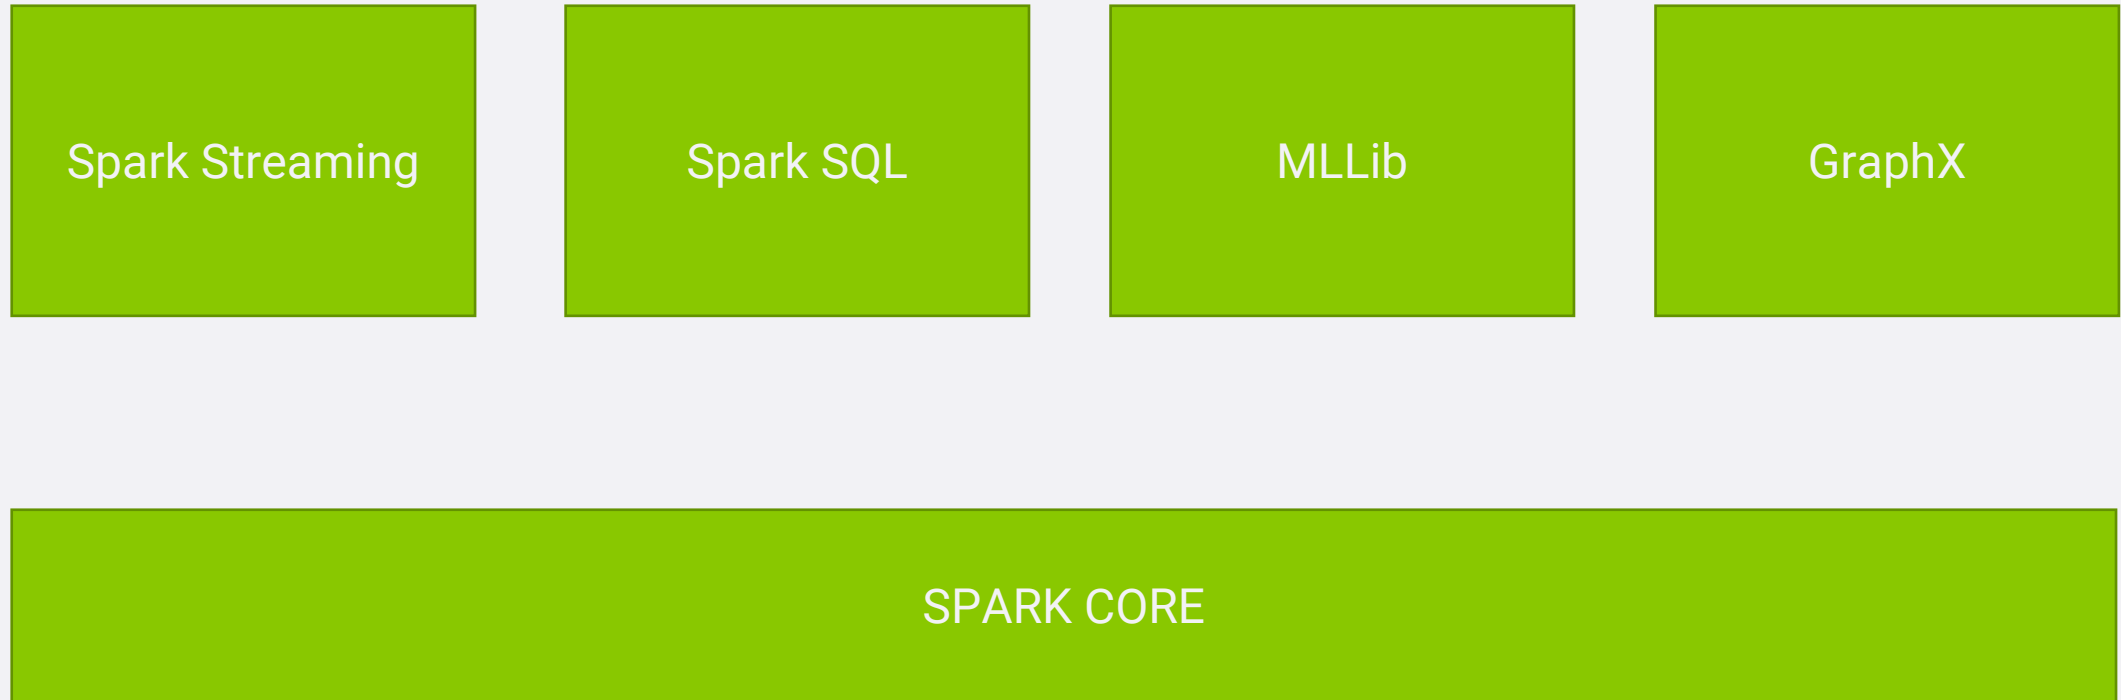 Spark Streaming
Spark SQL
MLLib
GraphX
SPARK CORE